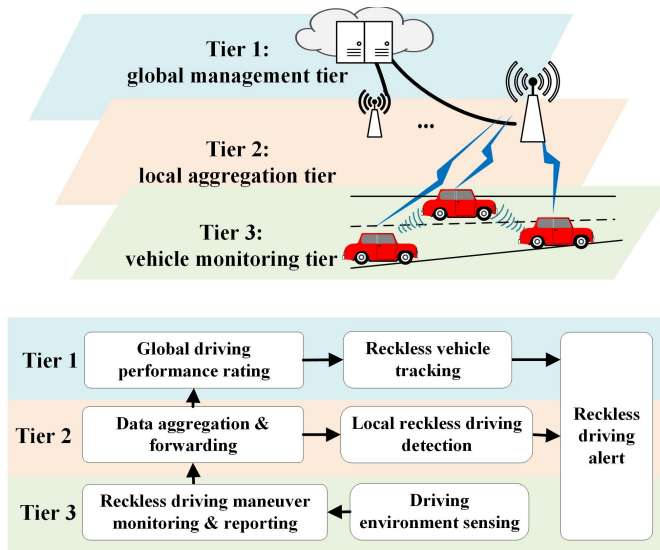 Tier 1:
global management tier
...
Tier 2:
local aggregation tier
Tier 3:
vehicle monitoring tier
Tier 1
Global driving
performance rating
Reckless vehicle
tracking
Tier 2
Data aggregation &
forwarding
Local reckless driving
detection
Reckless
driving
alert
Tier 3
Reckless driving maneuver
monitoring & reporting
Driving
environment sensing